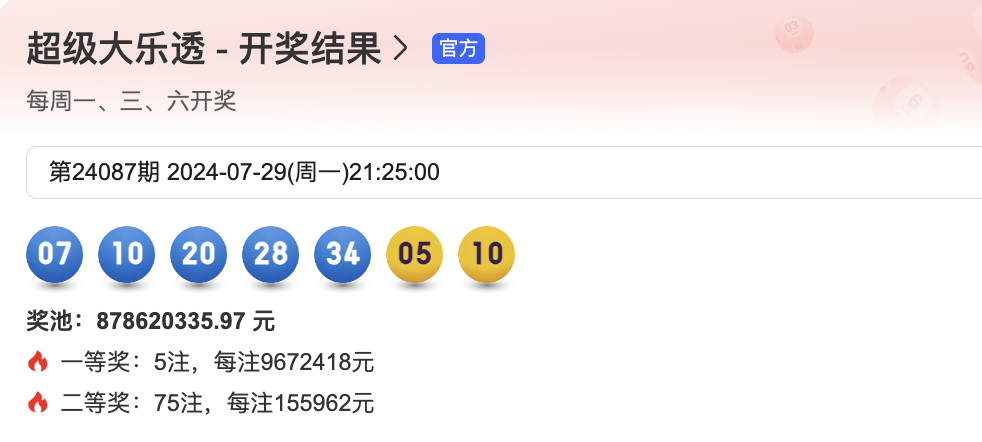 超级大乐透 - 开奖结果 官方
每周一、三、六开奖
第24087期 2024-07-29(周一)21:25:00
07 10 20 28 34 05 10
奖池：878620335.97 元
一等奖：5注，每注9672418元
二等奖：75注，每注155962元